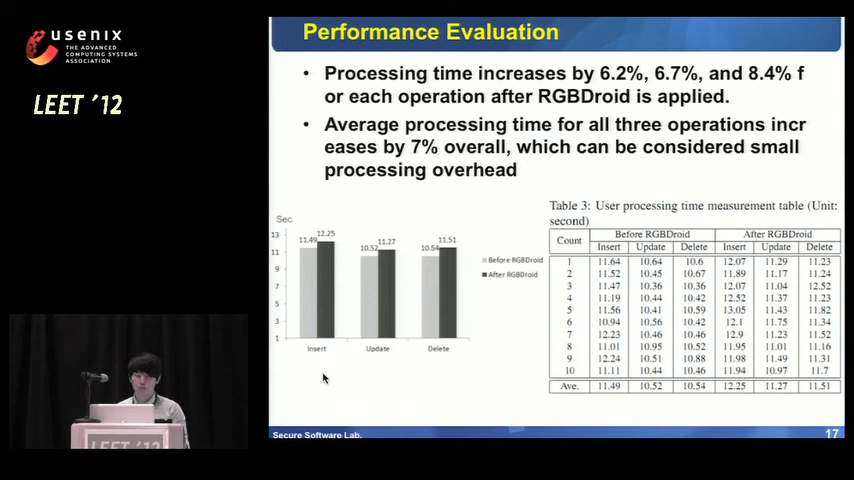 usenix
THE ADVANCED
COMPUTING SYSTEMS
ASSOCIATION
LEET '12
Performance Evaluation
• Processing time increases by 6.2%, 6.7%, and 8.4% f
or each operation after RGBDroid is applied.
• Average processing time for all three operations incr
eases by 7% overall, which can be considered small
processing overhead
Sec
13
11
9
7
5
3
1
11.49 12.25
10.52 11.27
10.54 11.51
Insert Update Delete
Before RGBDroid
After RGBDroid
Table 3: User processing time measurement table (Unit:
second)
Count Before RGBDroid After RGBDroid
Insert Update Delete Insert Update Delete
1 11.64 10.64 10.6 12.07 11.29 11.23
2 11.52 10.45 10.67 11.89 11.17 11.24
3 11.47 10.36 10.36 12.07 11.04 12.52
4 11.19 10.44 10.42 12.52 11.37 11.23
5 11.56 10.41 10.59 13.05 11.43 11.82
6 10.94 10.56 10.42 12.1 11.75 11.34
7 12.23 10.46 10.46 12.9 11.23 11.52
8 11.01 10.95 10.52 11.95 11.01 11.16
9 12.24 10.51 10.88 11.98 11.49 11.31
10 11.11 10.44 10.46 11.94 10.97 11.7
Ave. 11.49 10.52 10.54 12.25 11.27 11.51
Secure Software Lab.
17
LEET '12